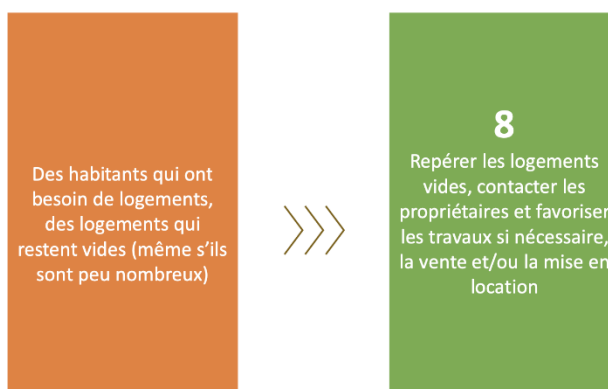 Des habitants qui ont
besoin de logements,
des logements qui
restent vides (même s'ils
sont peu nombreux)
8
Repérer les logements
vides, contacter les
propriétaires et favoriser
les travaux si nécessaire,
la vente et/ou la mise en
location